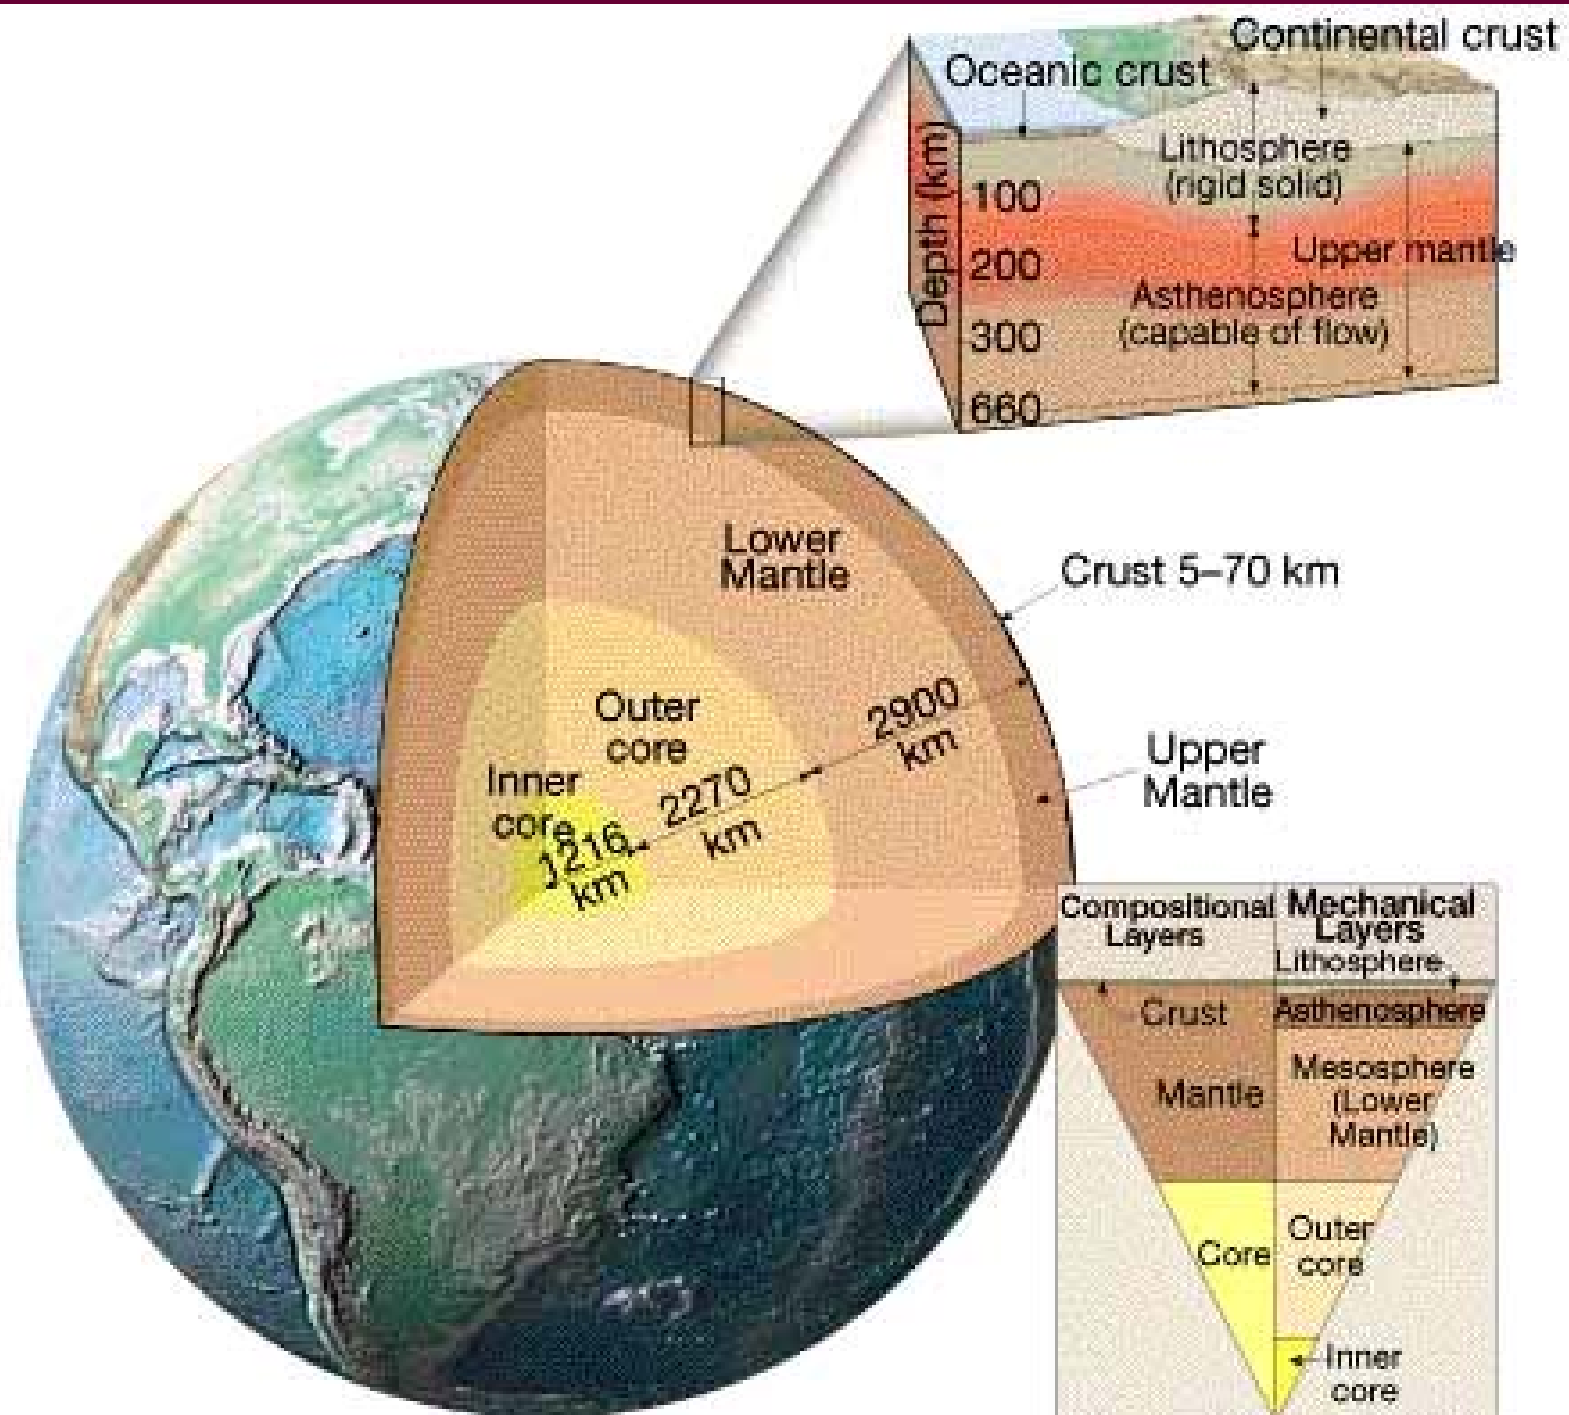 Continental crust
Oceanic crust
Depth (km)
100
200
300
660
Lithosphere
(rigid solid)
Upper mantle
Asthenosphere
(capable of flow)
Lower
Mantle
Crust 5–70 km
Outer
core
Inner
core
2900
km
2270
km
1216
km
Upper
Mantle
Compositional
Layers
Mechanical
Layers
Lithosphere
Crust
Asthenosphere
Mantle
Mesosphere
(Lower
Mantle)
Core
Outer
core
Inner
core